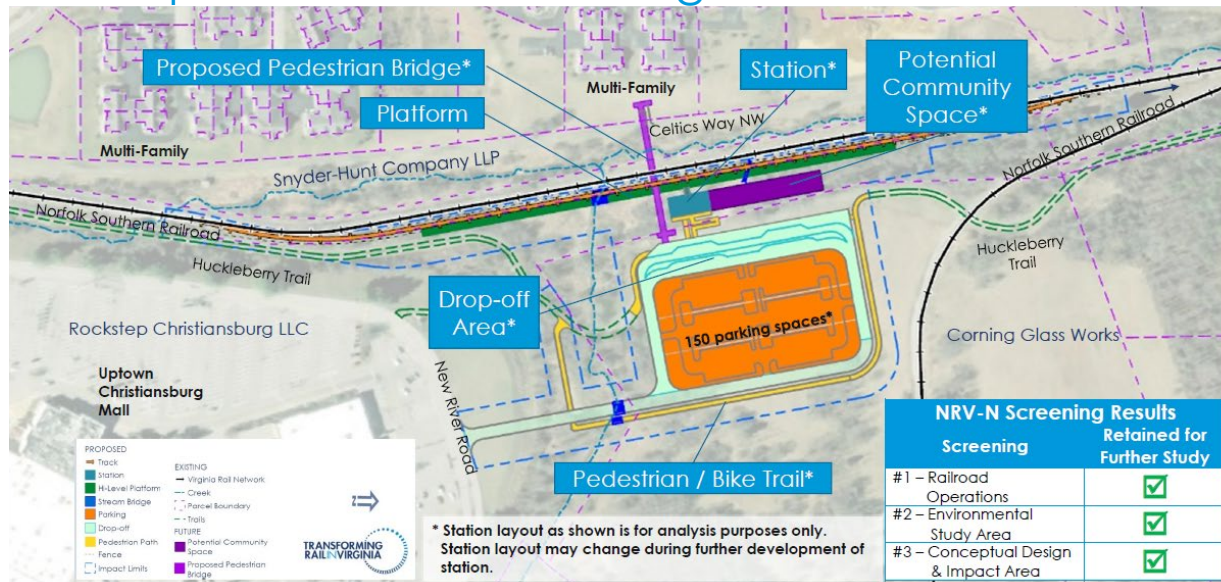 Proposed Pedestrian Bridge*
Platform
Station*
Potential
Community
Space*
Multi-Family
Multi-Family
Celtics Way NW
Snyder-Hunt Company LLP
Norfolk Southern Railroad
Norfolk Southern Railroad
Huckleberry Trail
Huckleberry
Trail
Drop-off
Area*
150 parking spaces*
Rockstep Christiansburg LLC
Corning Glass Works
Uptown
Christiansburg
Mall
New River Road
Pedestrian / Bike Trail*
PROPOSED
Track
Station
Hi-Level Platform
Stream Bridge
Parking
Drop-off
Pedestrian Path
Fence
Impact Limits
EXISTING
Virginia Rail Network
Creek
Parcel Boundary
Trails
FUTURE
Potential Community
Space
Proposed Pedestrian
Bridge
TRANSFORMING
RAIL IN VIRGINIA
* Station layout as shown is for analysis purposes only.
Station layout may change during further development of
station.
NRV-N Screening Results
Screening
Retained for
Further Study
#1 – Railroad
Operations
#2 – Environmental
Study Area
#3 – Conceptual Design
& Impact Area